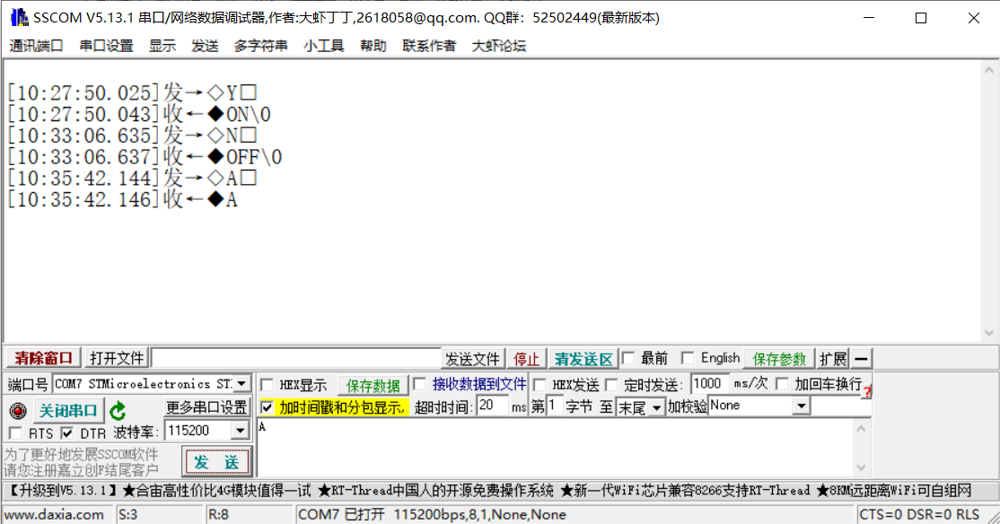 SSCOM V5.13.1 串口/网络数据调试器,作者:大虾丁丁,2618058@qq.com. QQ群: 52502449(最新版本)
通讯端口 串口设置 显示 发送 多字符串 小工具 帮助 联系作者 大虾论坛
[10:27:50.025]发→◇Y□
[10:27:50.043]收←◆ON\0
[10:33:06.635]发→◇N□
[10:33:06.637]收←◆OFF\0
[10:35:42.144]发→◇A□
[10:35:42.146]收←◆A
清除窗口 打开文件 发送文件 停止 清发送区 最前 English 保存参数 扩展 —
端口号 COM7 STMicroelectronics ST. HEX显示 保存数据 接收数据到文件 HEX发送 定时发送: 1000 ms/次 加回车换行
关闭串口 更多串口设置 加时间戳和分包显示, 超时时间: 20 ms 第 1 字节 至 末尾 加校验 None
RTS DTR 波特率: 115200 A
为了更好地发展SSCOM软件
请您注册嘉立创F结尾客户
发 送
【升级到V5.13.1】★合宙高性价比4G模块值得一试 ★RT-Thread中国人的开源免费操作系统 ★新一代WiFi芯片兼容8266支持RT-Thread ★8KM远距离WiFi可自组网
www.daxia.com S:3 R:8 COM7 已打开 115200bps,8,1,None,None CTS=0 DSR=0 RLS